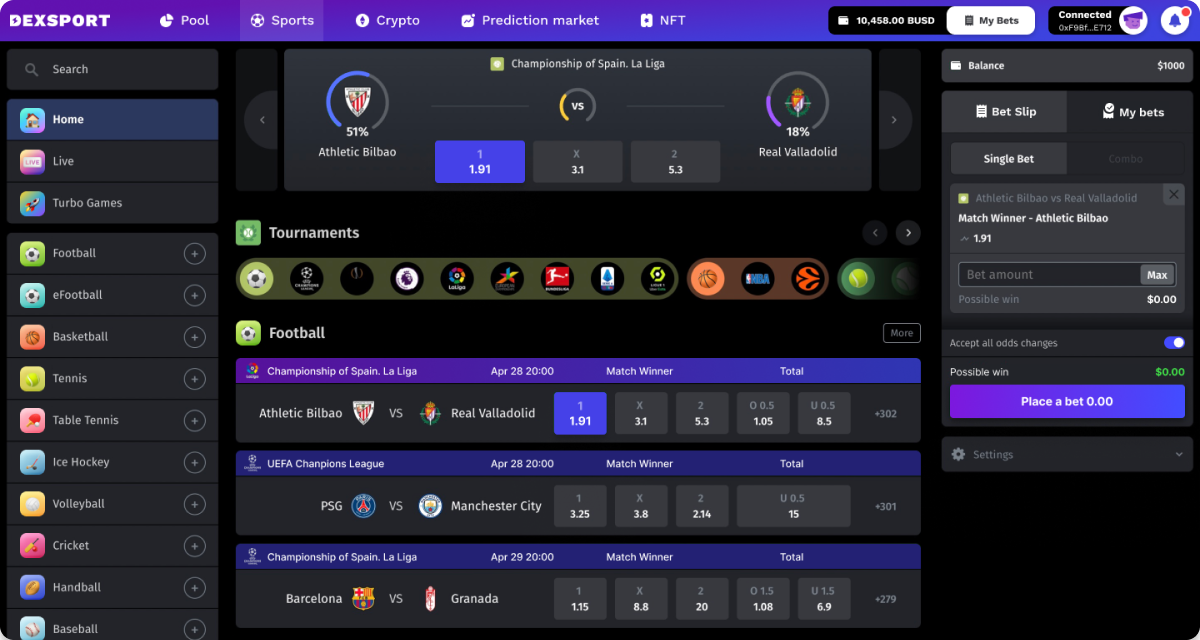 DEXSPORT
Pool
Sports
Crypto
Prediction market
NFT
10,458.00 BUSD
My Bets
Connected
0xF9Bf...E712
Search
Home
LIVE
Live
Turbo Games
Football
eFootball
Basketball
Tennis
Table Tennis
Ice Hockey
Volleyball
Cricket
Handball
Baseball
Championship of Spain. La Liga
51%
Athletic Bilbao
VS
18%
Real Valladolid
1
1.91
X
3.1
2
5.3
Tournaments
LaLiga
BUNDESLIGA
NBA
Football
More
Championship of Spain. La Liga
Apr 28 20:00
Match Winner
Total
Athletic Bilbao
VS
Real Valladolid
1
1.91
X
3.1
2
5.3
O 0.5
1.05
U 0.5
8.5
+302
UEFA Chanpions League
Apr 28 20:00
Match Winner
Total
PSG
VS
Manchester City
1
3.25
X
3.8
2
2.14
U 0.5
15
+301
Championship of Spain. La Liga
Apr 29 20:00
Match Winner
Total
Barcelona
VS
Granada
1
1.15
X
8.8
2
20
O 1.5
1.08
U 1.5
6.9
+279
Balance
$1000
Bet Slip
My bets
Single Bet
Combo
Athletic Bilbao vs Real Valladolid
Match Winner - Athletic Bilbao
1.91
Bet amount
Max
Possible win
$0.00
Accept all odds changes
Possible win
$0.00
Place a bet 0.00
Settings